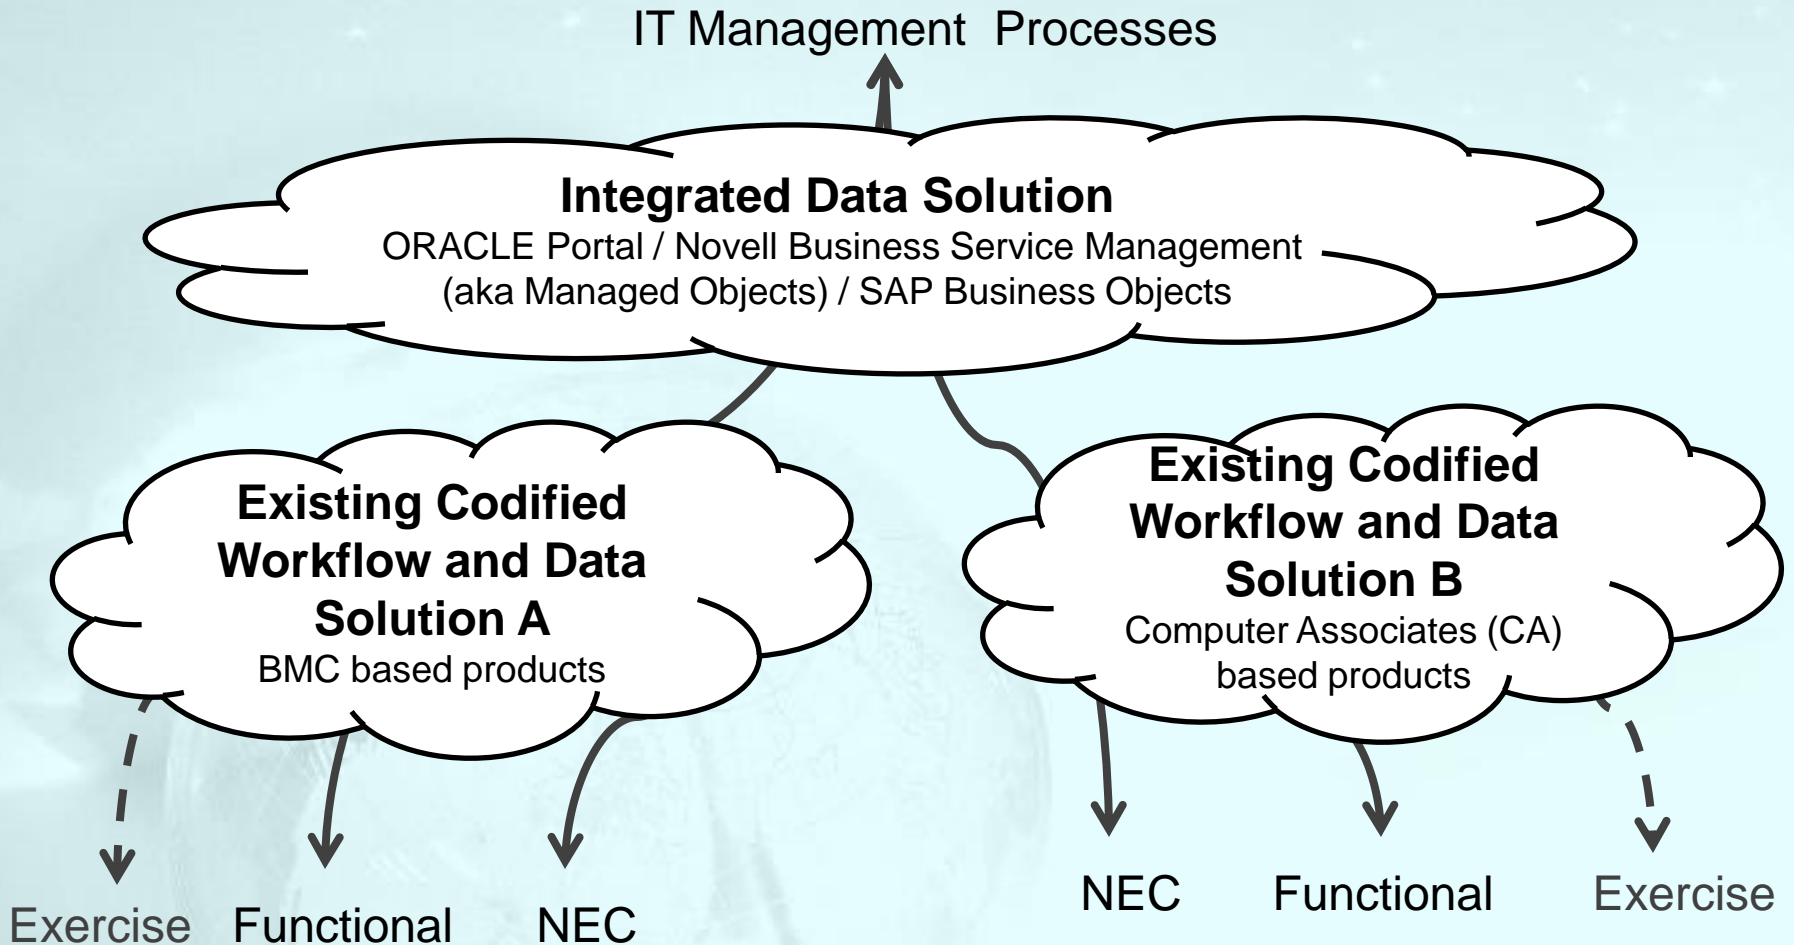 IT Management Processes
Integrated Data Solution
ORACLE Portal / Novell Business Service Management
(aka Managed Objects) / SAP Business Objects
Existing Codified
Workflow and Data
Solution A
BMC based products
Existing Codified
Workflow and Data
Solution B
Computer Associates (CA)
based products
Exercise
Functional
NEC
NEC
Functional
Exercise